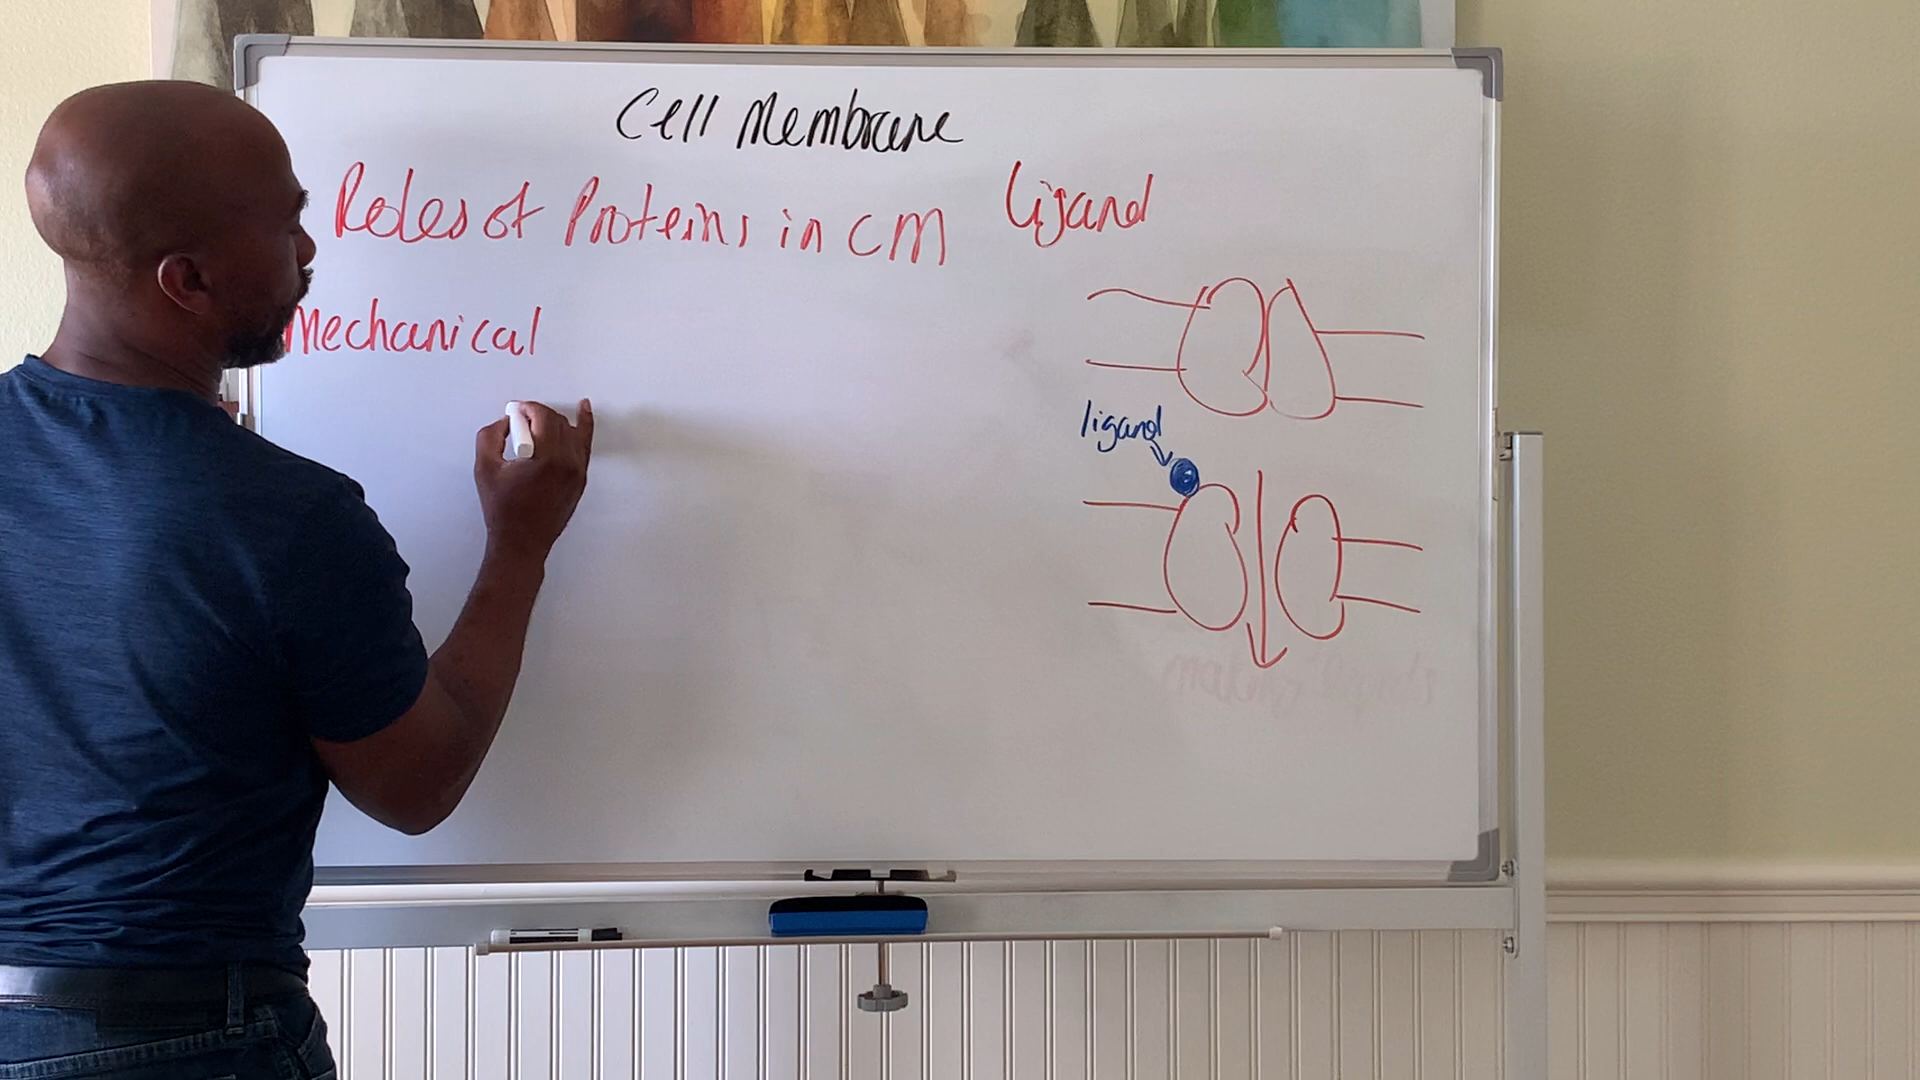 Cell Membrane
Roles of Proteins in CM
Ligand
Mechanical
ligand